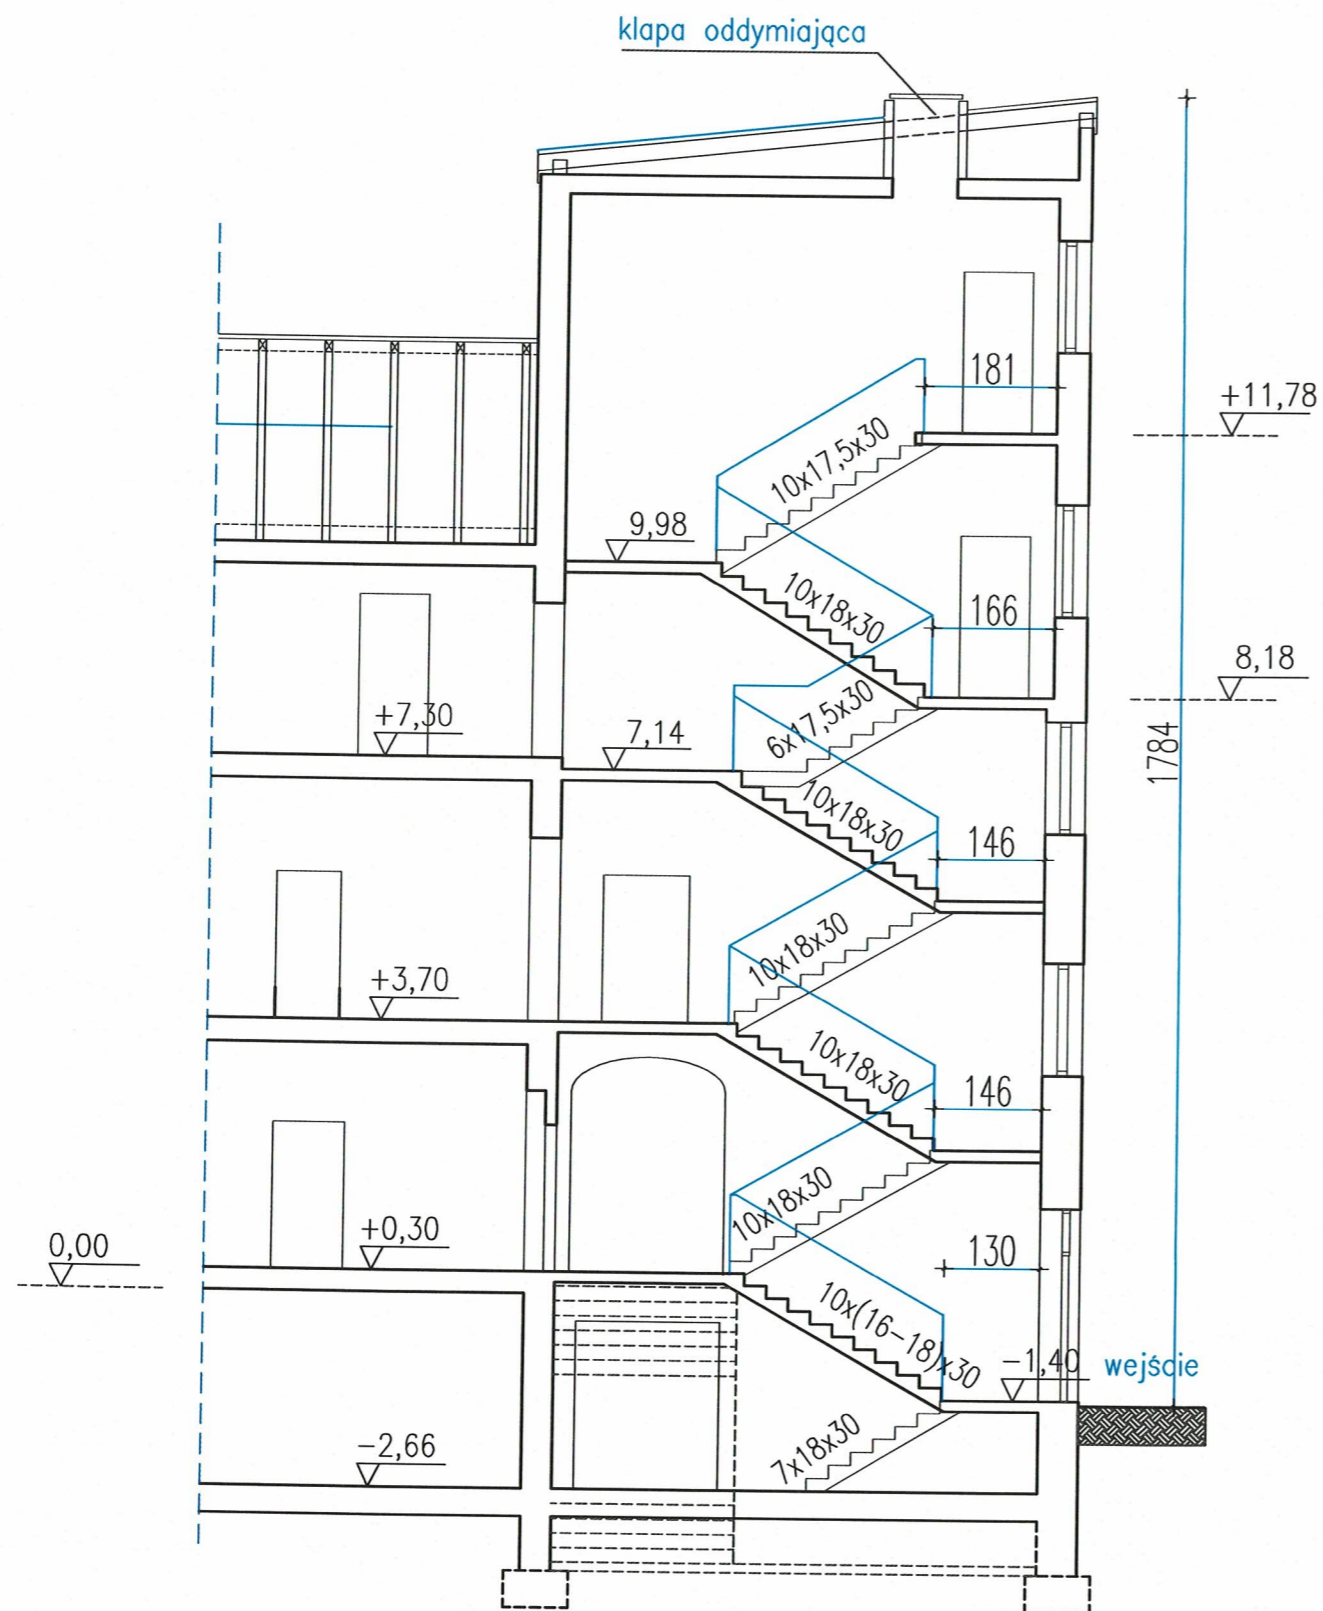 klapa oddymiająca
181
+11,78
10x17,5x30
9,98
10x18x30
166
8,18
+7,30
7,14
6x17,5x30
1784
10x18x30
146
10x18x30
+3,70
10x18x30
146
10x18x30
+0,30
0,00
130
10x(16-18)x30
-1,40 wejście
-2,66
7x18x30